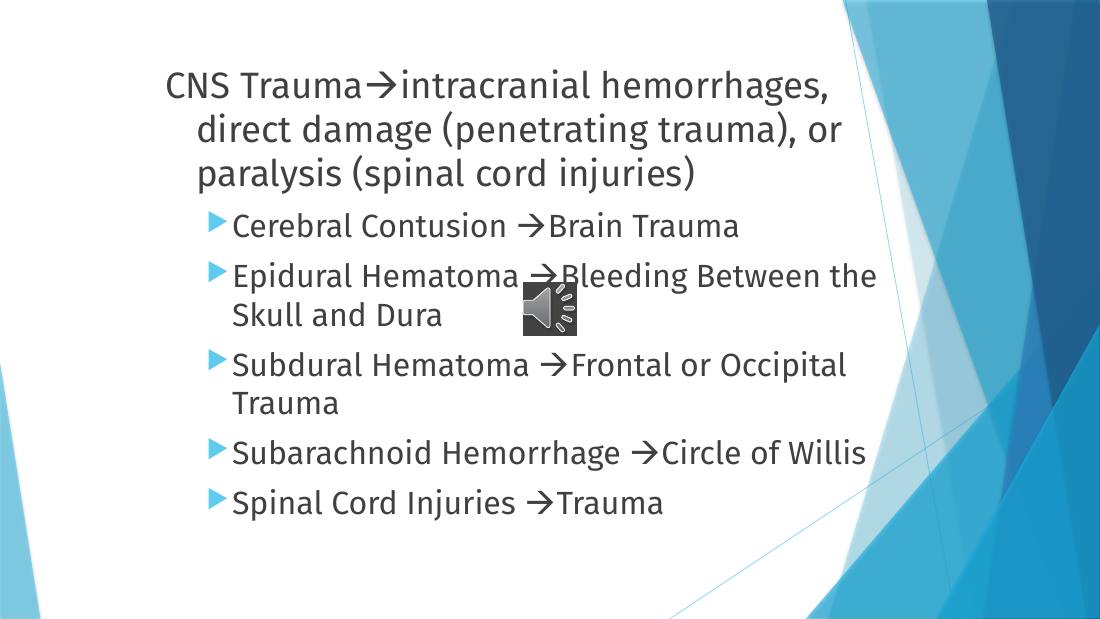 CNS Trauma→intracranial hemorrhages,
direct damage (penetrating trauma), or
paralysis (spinal cord injuries)
Cerebral Contusion →Brain Trauma
Epidural Hematoma →Bleeding Between the
Skull and Dura
Subdural Hematoma →Frontal or Occipital
Trauma
Subarachnoid Hemorrhage →Circle of Willis
Spinal Cord Injuries →Trauma